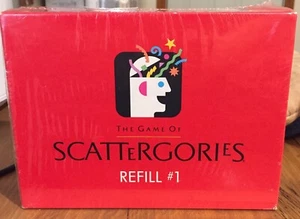 THE GAME OF
SCATTERGORIES
REFILL #1